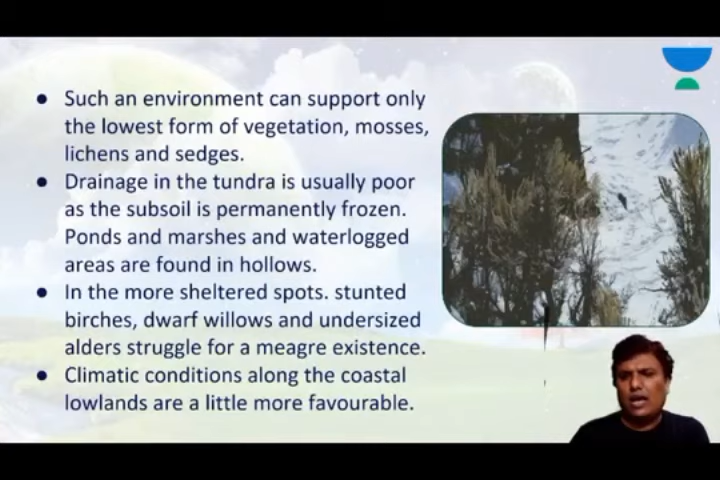 ● Such an environment can support only
the lowest form of vegetation, mosses,
lichens and sedges.
● Drainage in the tundra is usually poor
as the subsoil is permanently frozen.
Ponds and marshes and waterlogged
areas are found in hollows.
● In the more sheltered spots. stunted
birches, dwarf willows and undersized
alders struggle for a meagre existence.
● Climatic conditions along the coastal
lowlands are a little more favourable.